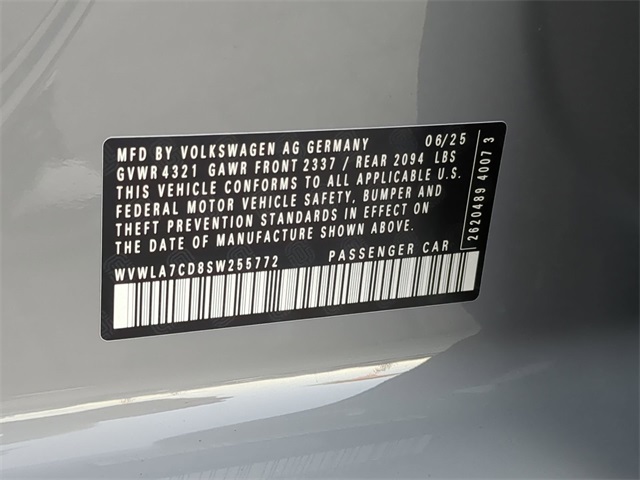 MFD BY VOLKSWAGEN AG GERMANY 06/25
GVWR 4321 GAWR FRONT 2337 / REAR 2094 LBS
THIS VEHICLE CONFORMS TO ALL APPLICABLE U.S.
FEDERAL MOTOR VEHICLE SAFETY, BUMPER AND
THEFT PREVENTION STANDARDS IN EFFECT ON
THE DATE OF MANUFACTURE SHOWN ABOVE.
WVWLA7CD8SW255772 PASSENGER CAR
2620489 4007 3